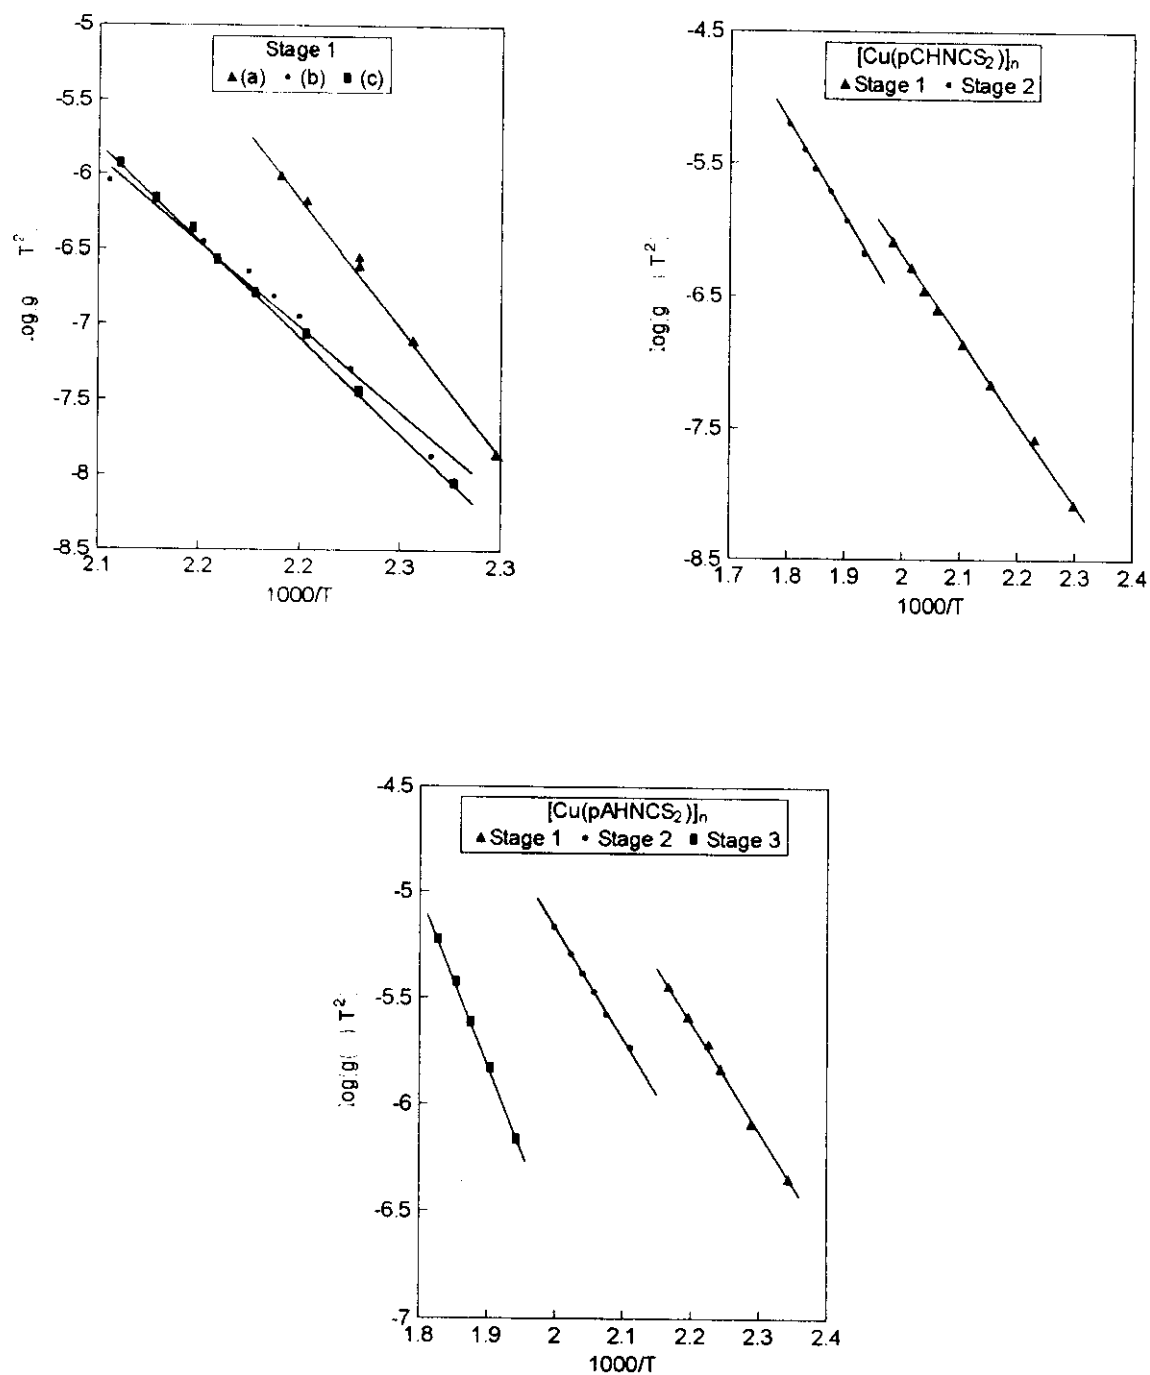 Stage 1
▲(a) •(b) ■(c)
-5
-5.5
-6
-6.5
-7
-7.5
-8
-8.5
2.1 2.2 2.2 2.3 2.3
1000/T
[Cu(pCHNCS2)]n
▲Stage 1 •Stage 2
-4.5
-5.5
-6.5
-7.5
-8.5
1.7 1.8 1.9 2 2.1 2.2 2.3 2.4
1000/T
[Cu(pAHNCS2)]n
▲Stage 1 •Stage 2 ■Stage 3
-4.5
-5
-5.5
-6
-6.5
-7
1.8 1.9 2 2.1 2.2 2.3 2.4
1000/T